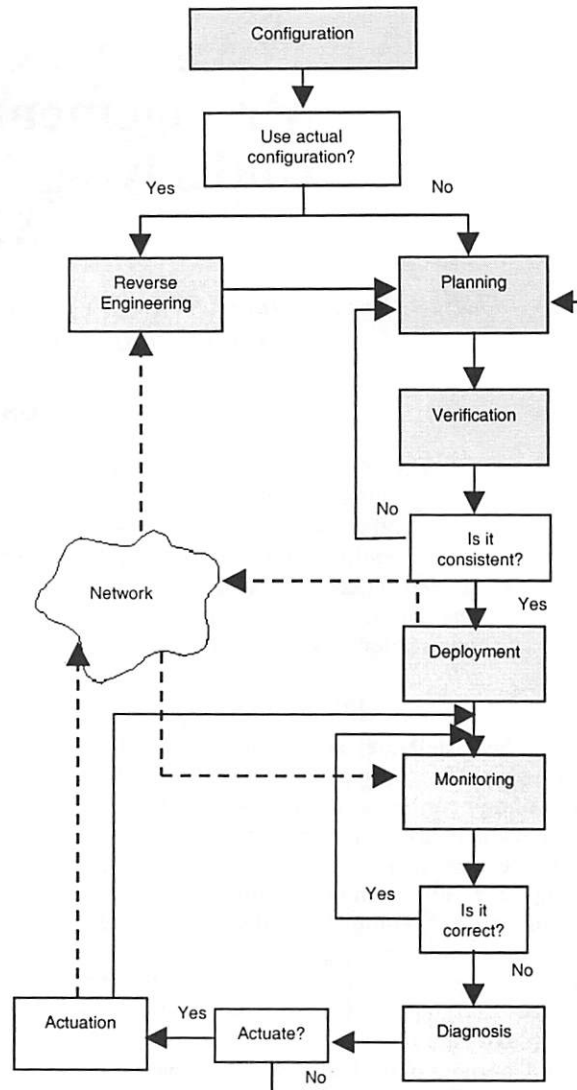 Configuration
Use actual
configuration?
Yes
No
Reverse
Engineering
Planning
Verification
No
Is it
consistent?
Network
Yes
Deployment
Monitoring
Yes
Is it
correct?
No
Actuation
Yes
Actuate?
Diagnosis
No